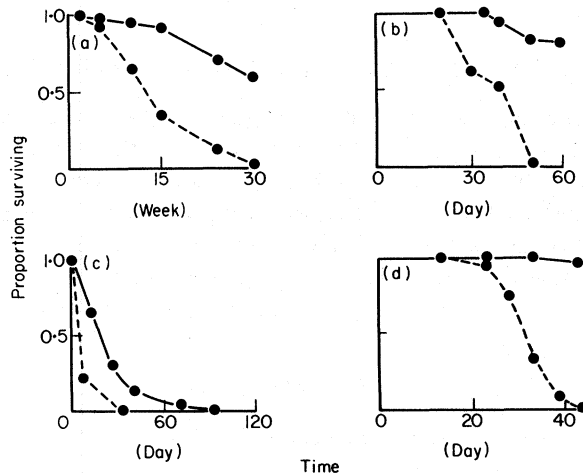 Proportion surviving
1·0
(a)
0·5
0
15
30
(Week)
(b)
0
30
60
(Day)
1·0
(c)
0·5
0
60
120
(Day)
(d)
0
20
40
(Day)
Time